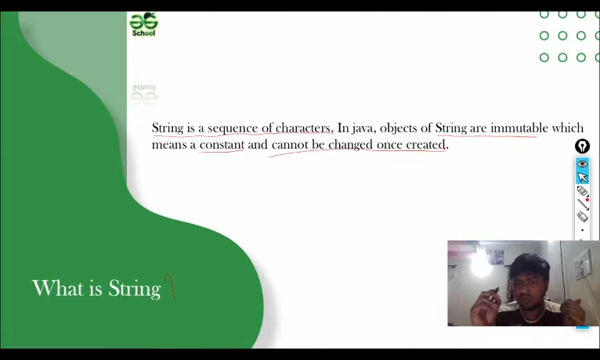 School
String is a sequence of characters. In java, objects of String are immutable which
means a constant and cannot be changed once created.
What is String ?